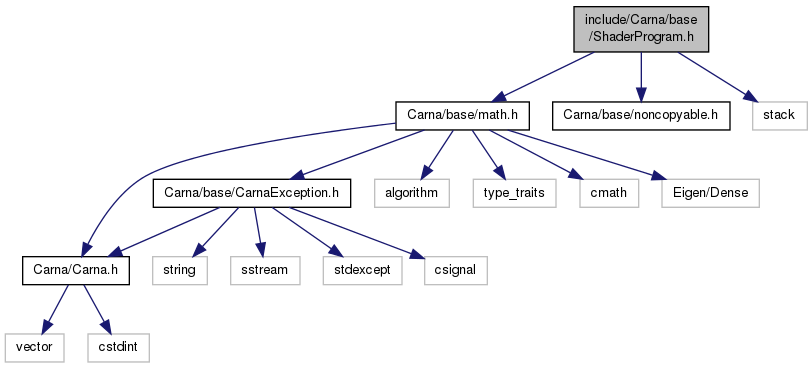 include/Carna/base
/ShaderProgram.h
Carna/base/math.h
Carna/base/noncopyable.h
stack
Carna/base/CarnaException.h
algorithm
type_traits
cmath
Eigen/Dense
Carna/Carna.h
string
sstream
stdexcept
csignal
vector
cstdint